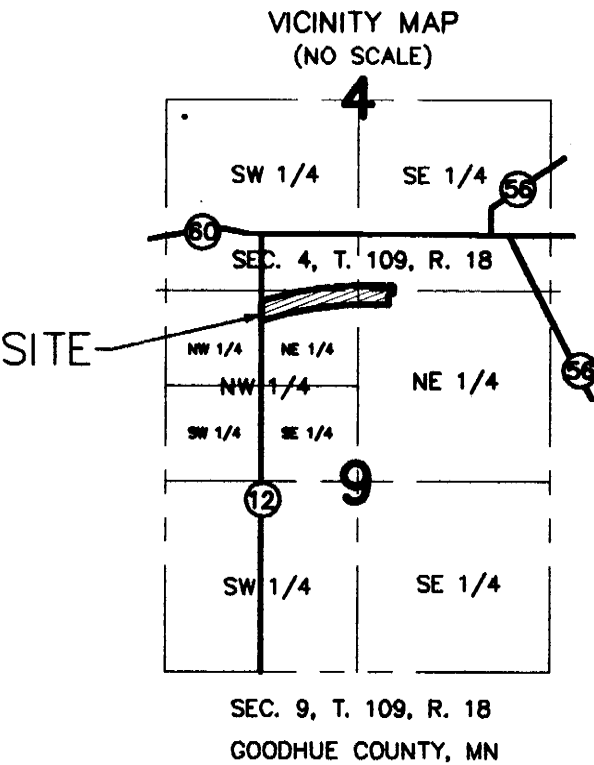 VICINITY MAP
(NO SCALE)
4
SW 1/4 SE 1/4
56
60
SEC. 4, T. 109, R. 18
SITE
NW 1/4 NE 1/4
56
NW 1/4 NE 1/4
SW 1/4 SE 1/4
9
12
SW 1/4 SE 1/4
SEC. 9, T. 109, R. 18
GOODHUE COUNTY, MN